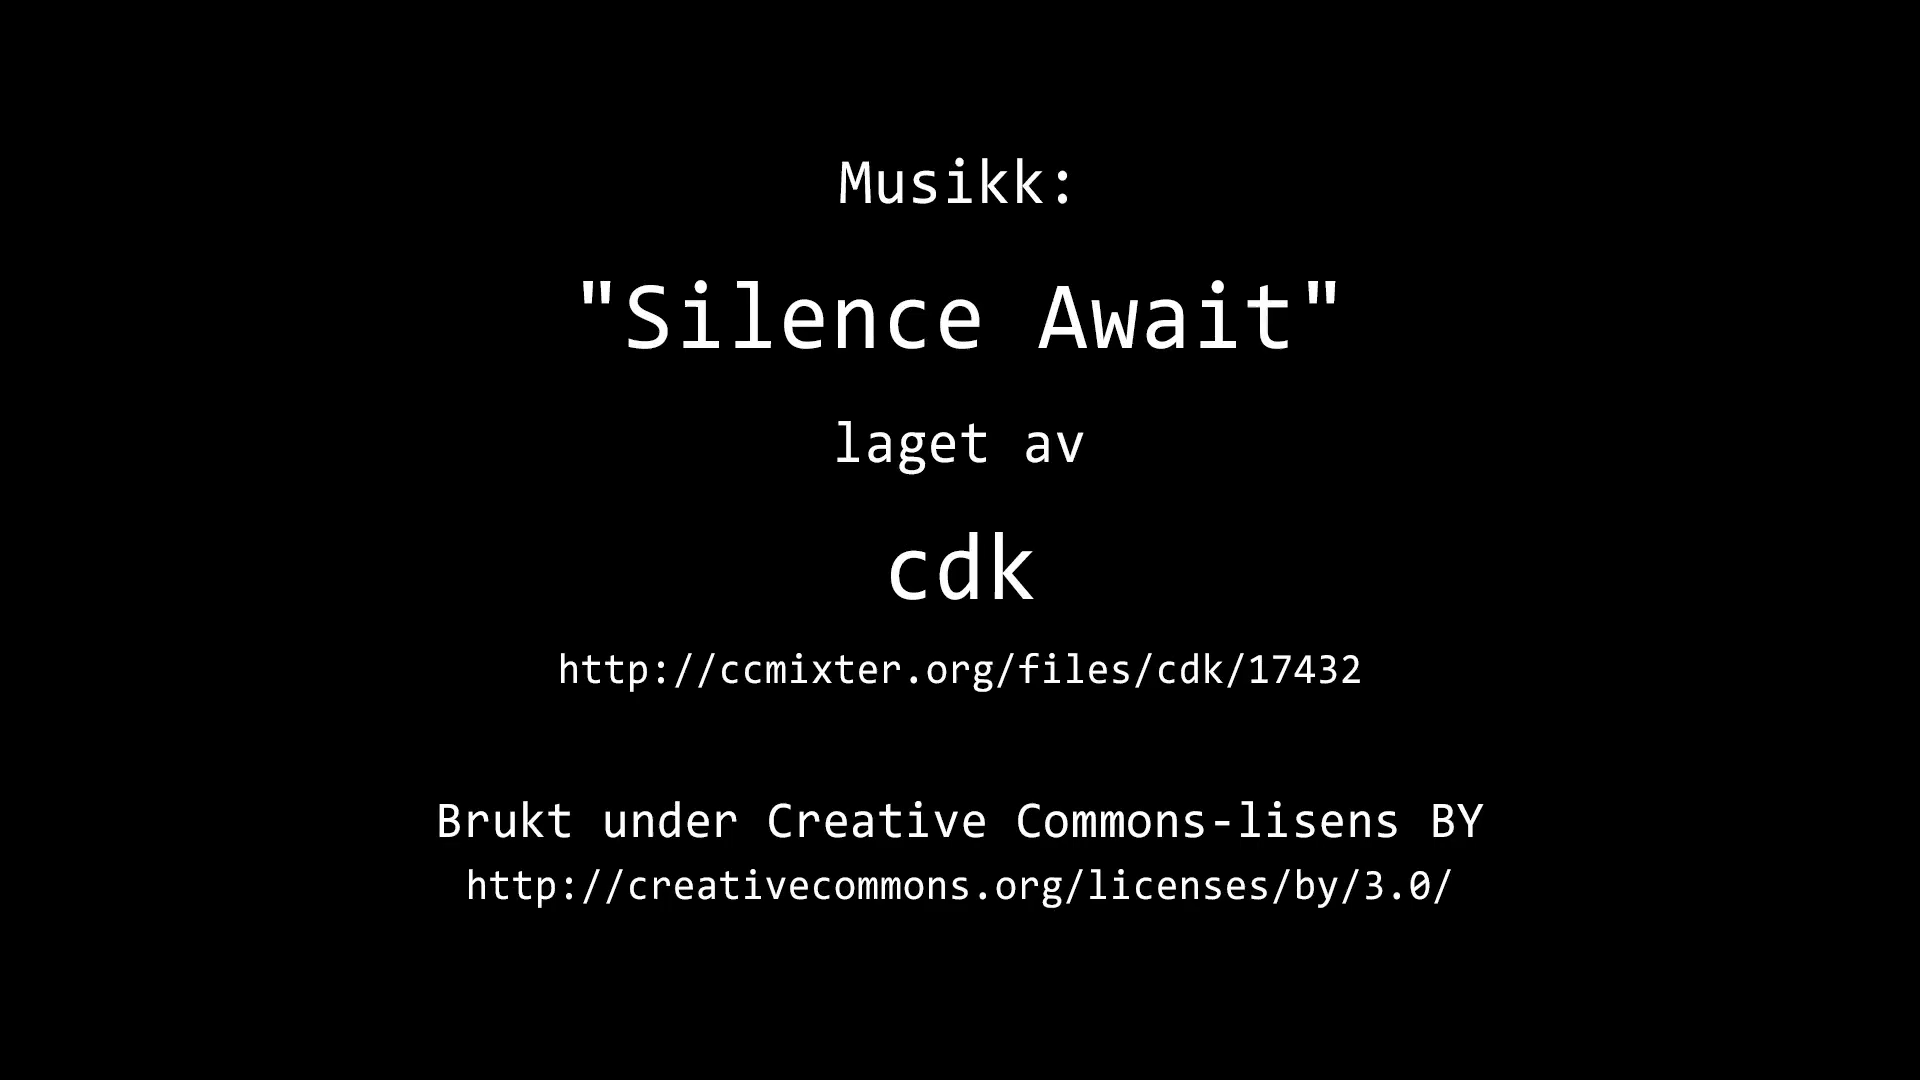 Musikk:
"Silence Await"
laget av
cdk
http://ccmixter.org/files/cdk/17432
Brukt under Creative Commons-lisens BY
http://creativecommons.org/licenses/by/3.0/